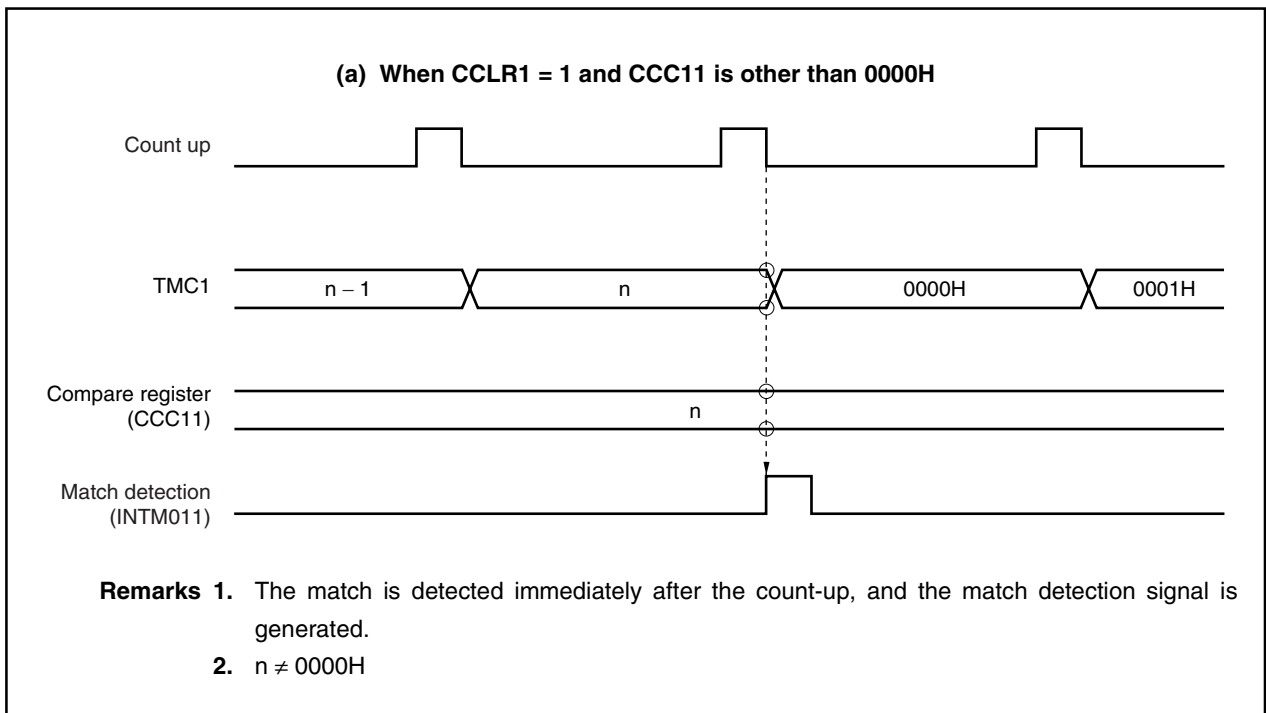 (a) When CCLR1 = 1 and CCC11 is other than 0000H
Count up
TMC1
n – 1
n
0000H
0001H
Compare register
(CCC11)
n
Match detection
(INTM011)
Remarks 1. The match is detected immediately after the count-up, and the match detection signal is
generated.
2. n ≠ 0000H